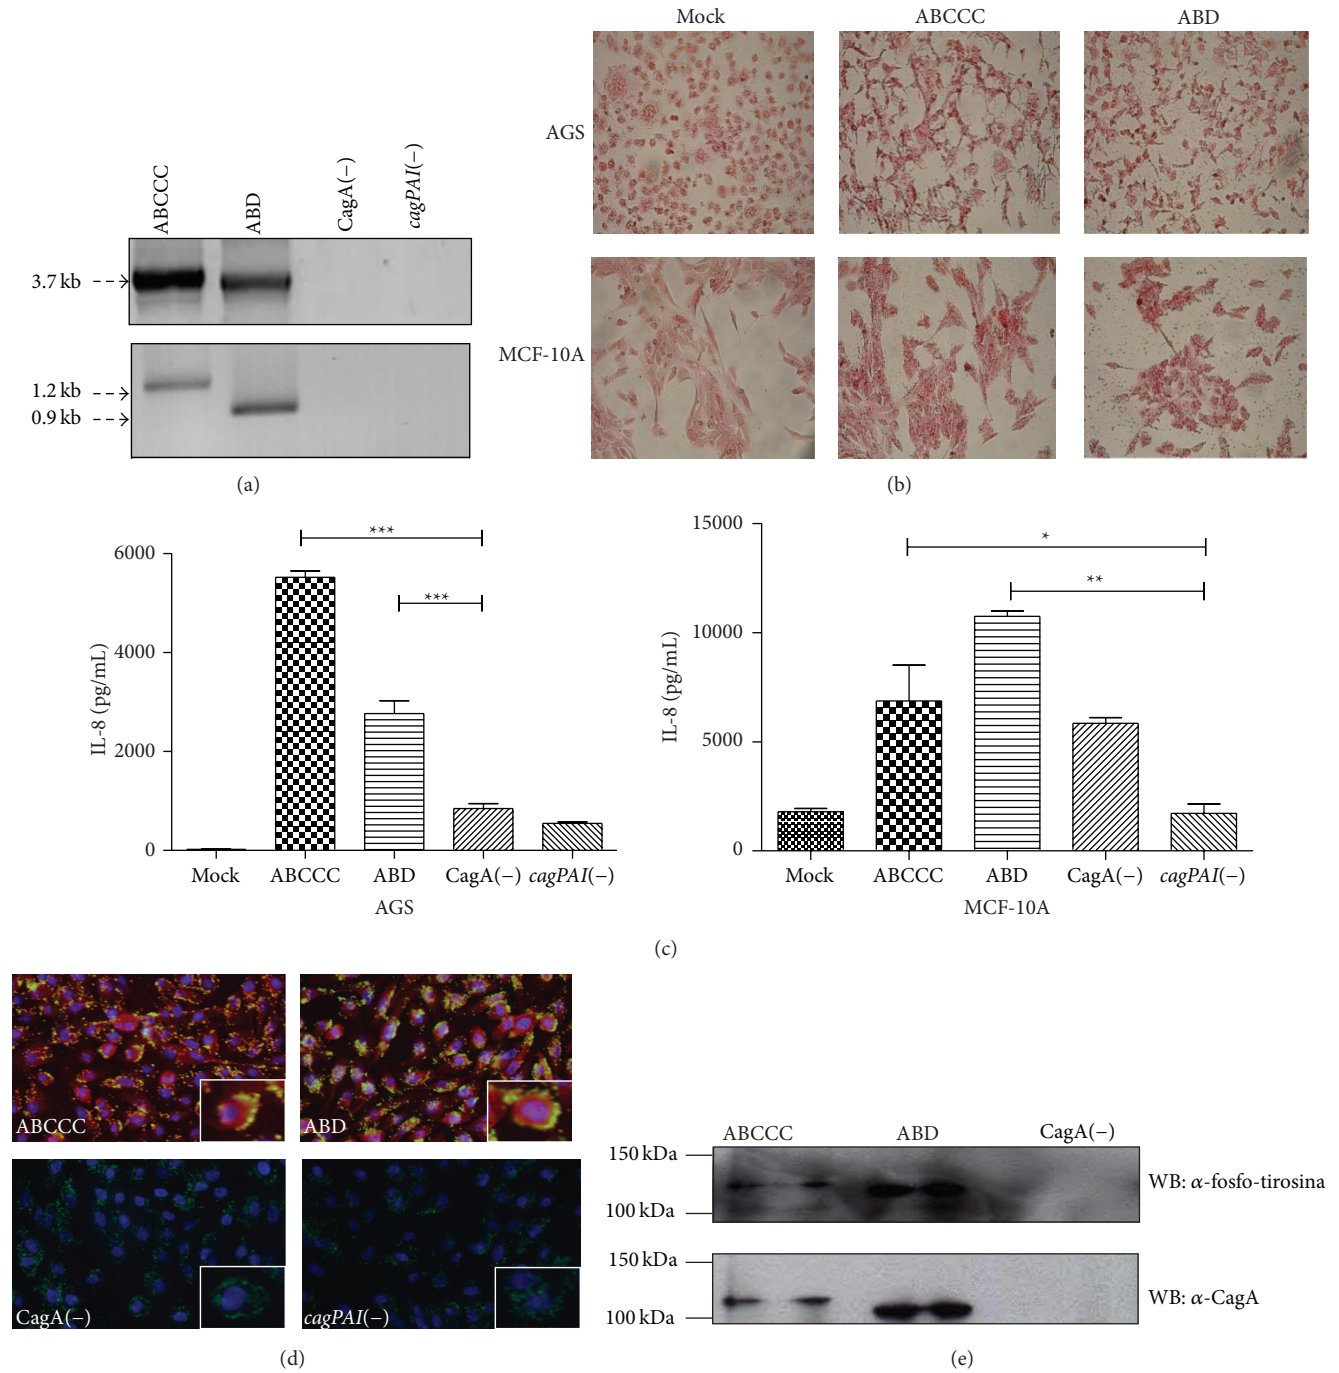 ABCCC
ABD
CagA(−)
cagPAI(−)
3.7 kb
1.2 kb
0.9 kb
(a)
Mock
ABCCC
ABD
AGS
MCF-10A
(b)
IL-8 (pg/mL)
6000
4000
2000
0
***
***
Mock
ABCCC
ABD
CagA(−)
cagPAI(−)
AGS
IL-8 (pg/mL)
15000
10000
5000
0
*
**
Mock
ABCCC
ABD
CagA(−)
cagPAI(−)
MCF-10A
(c)
ABCCC
ABD
CagA(−)
cagPAI(−)
(d)
ABCCC
ABD
CagA(−)
150 kDa
100 kDa
WB: α-fosfo-tirosina
150 kDa
100 kDa
WB: α-CagA
(e)